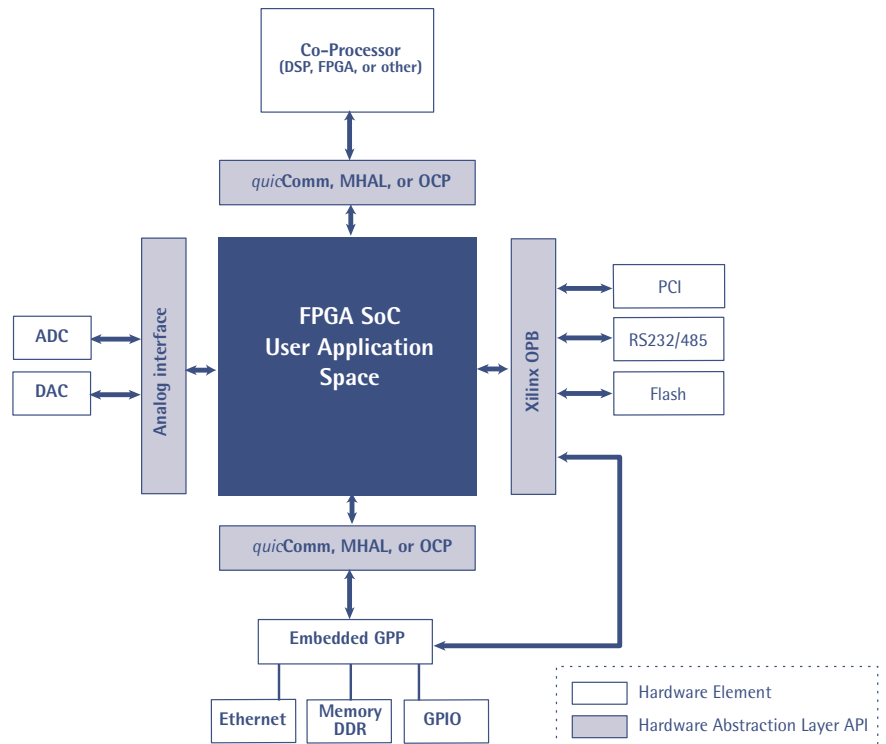 Co-Processor
(DSP, FPGA, or other)
quicComm, MHAL, or OCP
FPGA SoC
User Application
Space
Analog interface
ADC
DAC
Xilinx OPB
PCI
RS232/485
Flash
quicComm, MHAL, or OCP
Embedded GPP
Ethernet
Memory
DDR
GPIO
Hardware Element
Hardware Abstraction Layer API